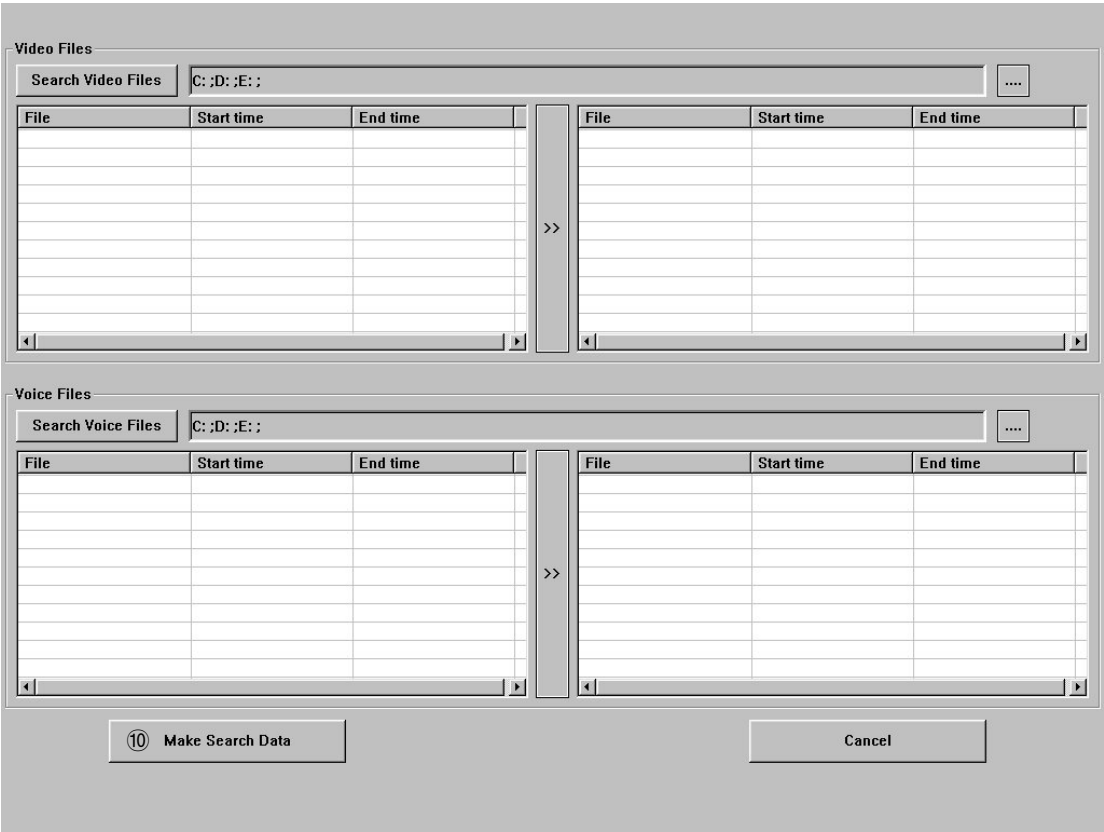 Video Files
Search Video Files C: ;D: ;E: ; ....
File Start time End time File Start time End time
>>
Voice Files
Search Voice Files C: ;D: ;E: ; ....
File Start time End time File Start time End time
>>
⑩ Make Search Data Cancel